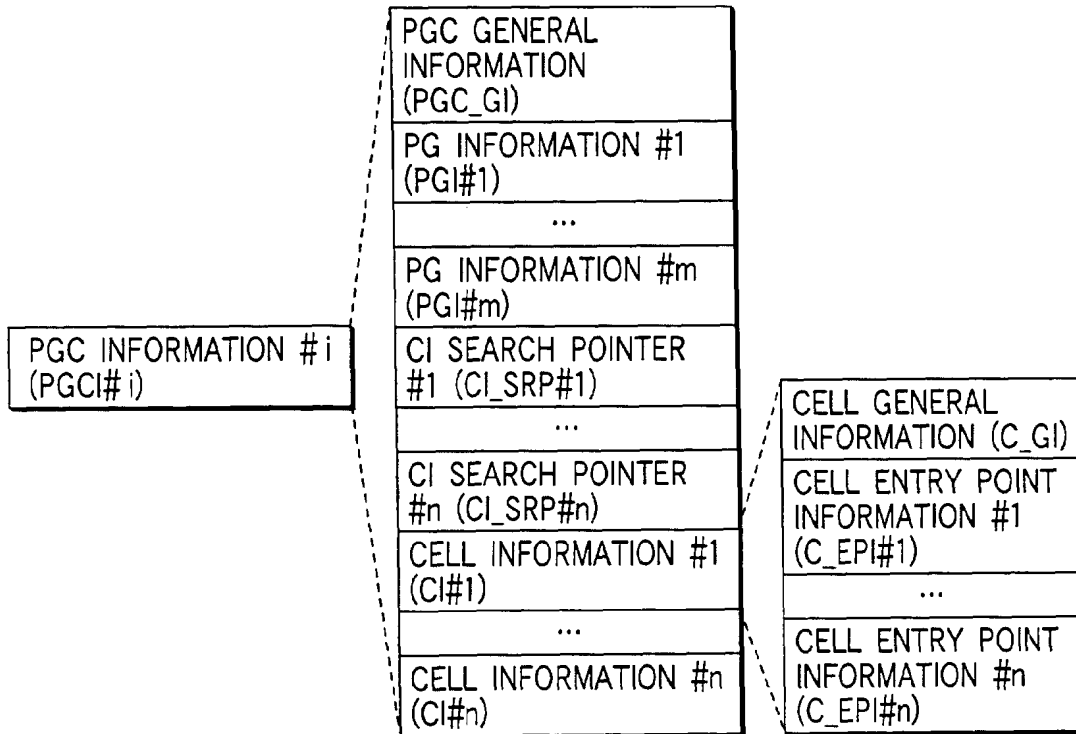 PGC INFORMATION #i
(PGCI#i)
PGC GENERAL
INFORMATION
(PGC_GI)
PG INFORMATION #1
(PGI#1)
...
PG INFORMATION #m
(PGI#m)
CI SEARCH POINTER
#1 (CI_SRP#1)
...
CI SEARCH POINTER
#n (CI_SRP#n)
CELL INFORMATION #1
(CI#1)
...
CELL INFORMATION #n
(CI#n)
CELL GENERAL
INFORMATION (C_GI)
CELL ENTRY POINT
INFORMATION #1
(C_EPI#1)
...
CELL ENTRY POINT
INFORMATION #n
(C_EPI#n)